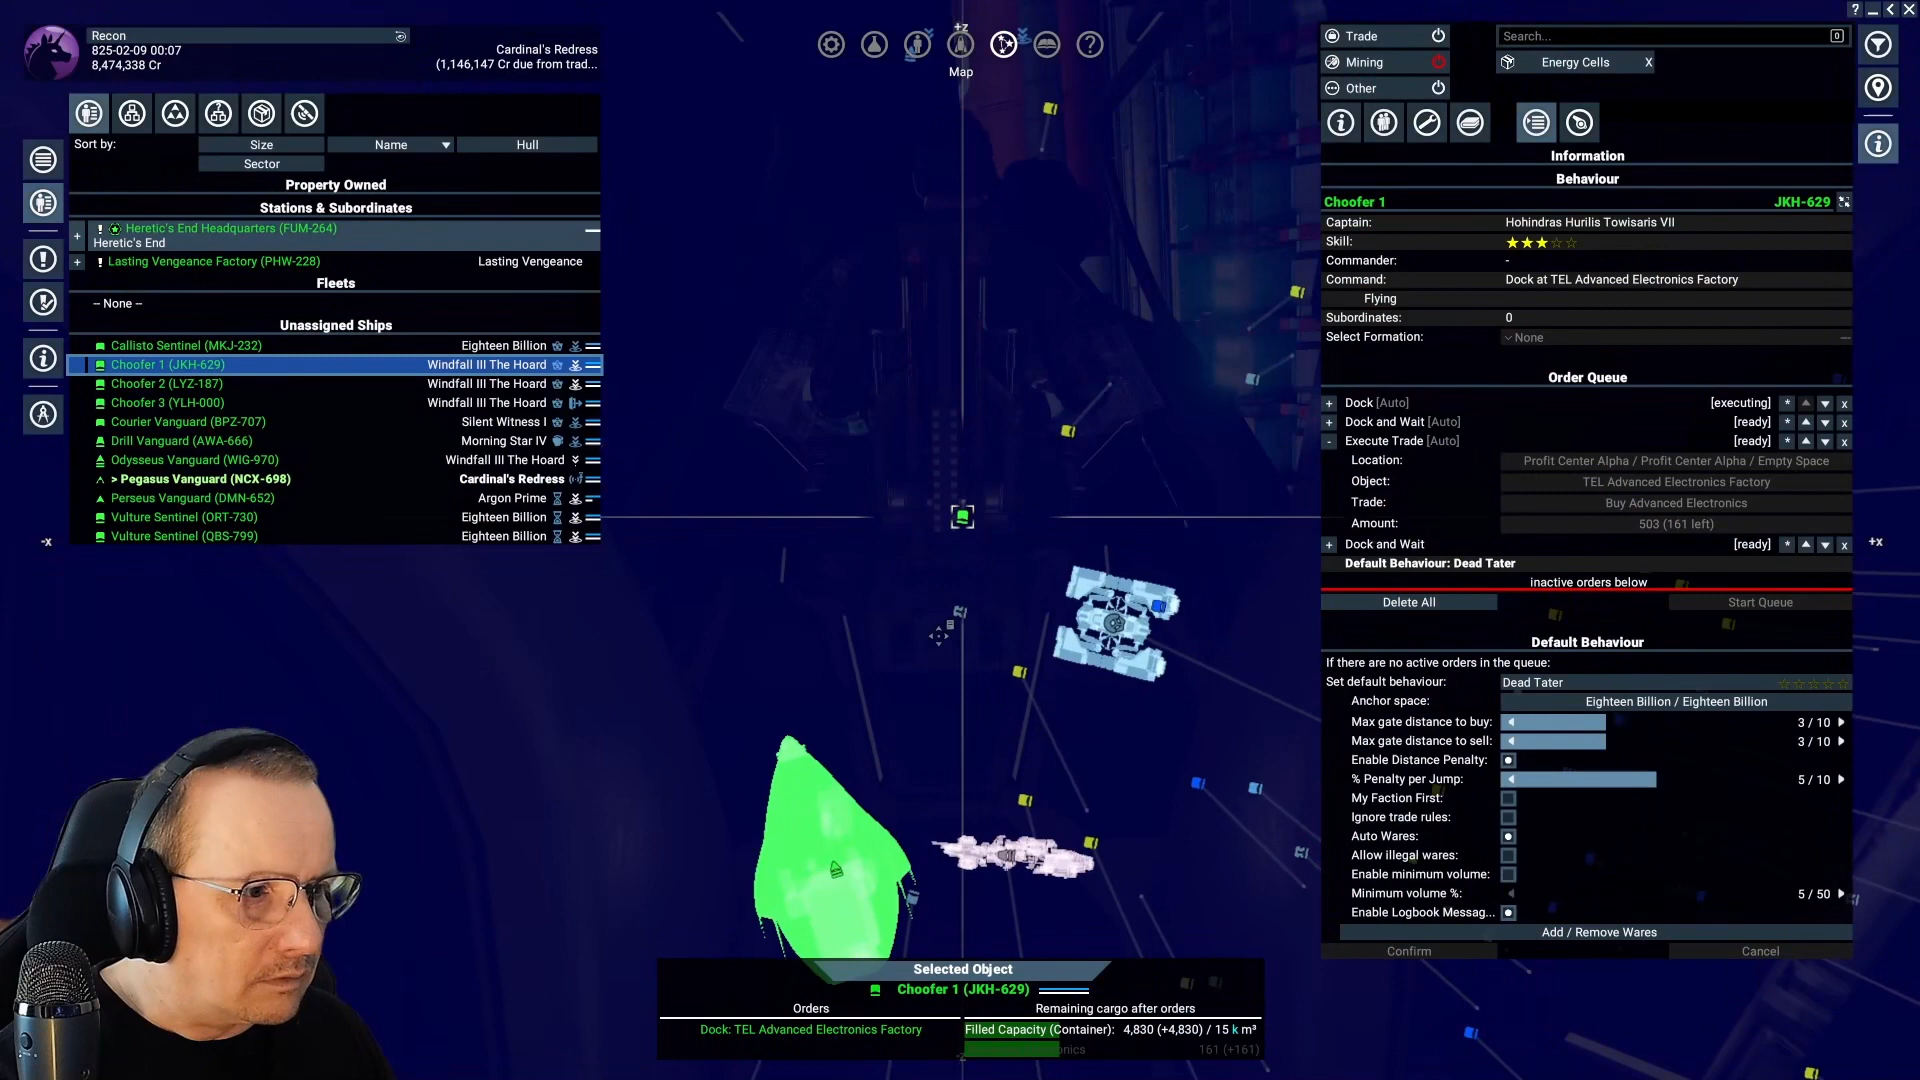 Recon
825-02-09 00:07
8,474,338 Cr
Cardinal's Redress
(1,146,147 Cr due from trad...
+z
Map
Sort by:
Size
Name
Hull
Sector
Property Owned
Stations & Subordinates
+ ! Heretic's End Headquarters (FUM-264)
Heretic's End
+ ! Lasting Vengeance Factory (PHW-228) Lasting Vengeance
Fleets
-- None --
Unassigned Ships
Callisto Sentinel (MKJ-232) Eighteen Billion
Choofer 1 (JKH-629) Windfall III The Hoard
Choofer 2 (LYZ-187) Windfall III The Hoard
Choofer 3 (YLH-000) Windfall III The Hoard
Courier Vanguard (BPZ-707) Silent Witness I
Drill Vanguard (AWA-666) Morning Star IV
Odysseus Vanguard (WIG-970) Windfall III The Hoard
> Pegasus Vanguard (NCX-698) Cardinal's Redress
Perseus Vanguard (DMN-652) Argon Prime
Vulture Sentinel (ORT-730) Eighteen Billion
Vulture Sentinel (QBS-799) Eighteen Billion
-x
+x
Selected Object
Choofer 1 (JKH-629)
Orders
Remaining cargo after orders
Dock: TEL Advanced Electronics Factory
Filled Capacity (Container): 4,830 (+4,830) / 15 k m³
161 (+161)
? _ < X
Trade
Mining
Other
Search...
0
Energy Cells X
Information
Behaviour
Choofer 1 JKH-629
Captain: Hohindras Hurilis Towisaris VII
Skill:
Commander: -
Command: Dock at TEL Advanced Electronics Factory
Flying
Subordinates: 0
Select Formation: None
Order Queue
+ Dock [Auto] [executing] * x
+ Dock and Wait [Auto] [ready] * x
- Execute Trade [Auto] [ready] * x
Location: Profit Center Alpha / Profit Center Alpha / Empty Space
Object: TEL Advanced Electronics Factory
Trade: Buy Advanced Electronics
Amount: 503 (161 left)
+ Dock and Wait [ready] * x
Default Behaviour: Dead Tater
inactive orders below
Delete All
Start Queue
Default Behaviour
If there are no active orders in the queue:
Set default behaviour: Dead Tater
Anchor space: Eighteen Billion / Eighteen Billion
Max gate distance to buy: 3 / 10
Max gate distance to sell: 3 / 10
Enable Distance Penalty:
% Penalty per Jump: 5 / 10
My Faction First:
Ignore trade rules:
Auto Wares:
Allow illegal wares:
Enable minimum volume:
Minimum volume %: 5 / 50
Enable Logbook Messag...
Add / Remove Wares
Confirm
Cancel